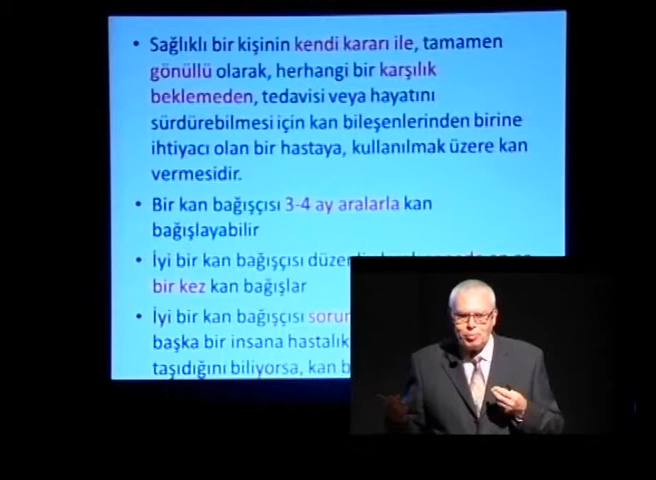 • Sağlıklı bir kişinin kendi kararı ile, tamamen
gönüllü olarak, herhangi bir karşılık
beklemeden, tedavisi veya hayatını
sürdürebilmesi için kan bileşenlerinden birine
ihtiyacı olan bir hastaya, kullanılmak üzere kan
vermesidir.
• Bir kan bağışçısı 3-4 ay aralarla kan
bağışlayabilir
• İyi bir kan bağışçısı
bir kez kan bağışlar
• İyi bir kan bağışçısı
başka bir insana hastalık
taşıdığını biliyorsa, kan